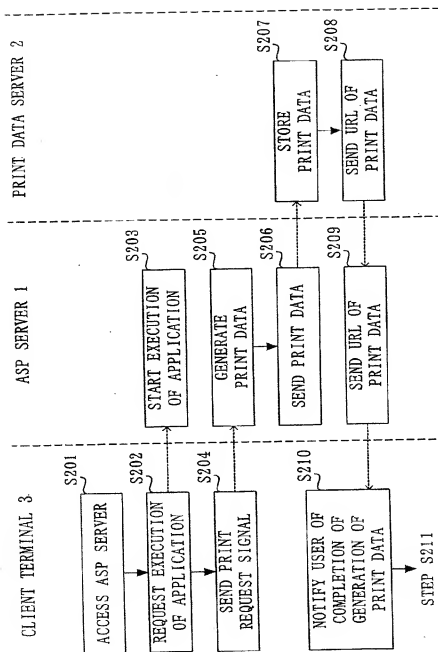 CLIENT TERMINAL 3
ASP SERVER 1
PRINT DATA SERVER 2
S201
ACCESS ASP SERVER
S202
REQUEST EXECUTION
OF APPLICATION
S203
START EXECUTION
OF APPLICATION
S204
SEND PRINT
REQUEST SIGNAL
S205
GENERATE
PRINT DATA
S206
SEND PRINT DATA
S207
STORE
PRINT DATA
S208
SEND URL OF
PRINT DATA
S209
SEND URL OF
PRINT DATA
S210
NOTIFY USER OF
COMPLETION OF
GENERATION OF
PRINT DATA
STEP S211